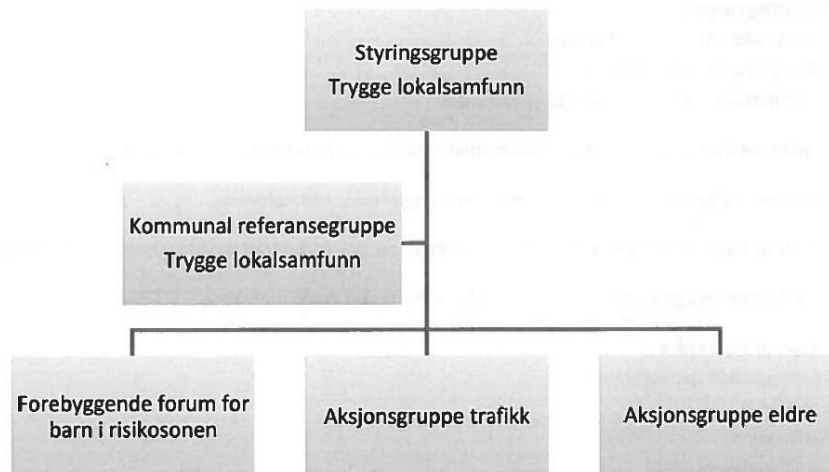 Styringsgruppe
Trygge lokalsamfunn
Kommunal referansegruppe
Trygge lokalsamfunn
Forebyggende forum for
barn i risikosonen
Aksjonsgruppe trafikk
Aksjonsgruppe eldre